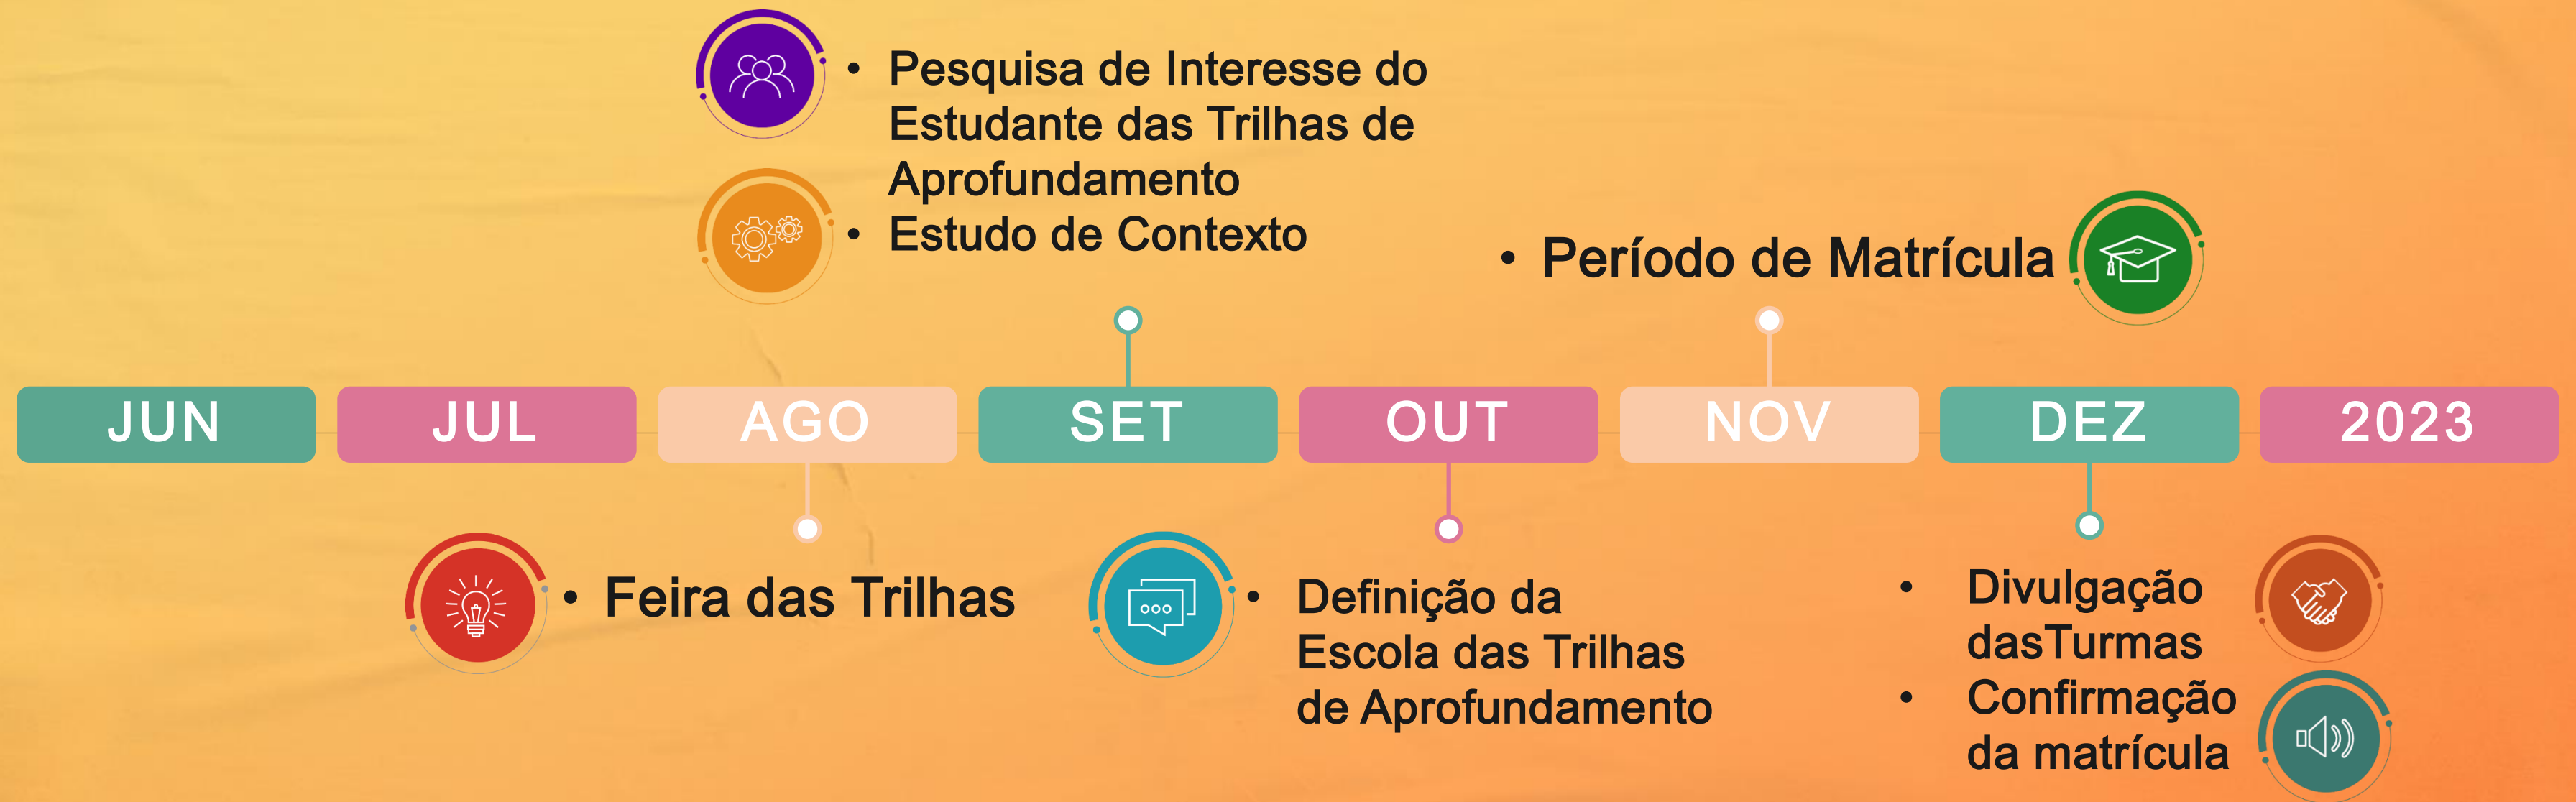 • Pesquisa de Interesse do
Estudante das Trilhas de
Aprofundamento
• Estudo de Contexto
• Período de Matrícula
JUN
JUL
AGO
SET
OUT
NOV
DEZ
2023
• Feira das Trilhas
• Definição da
Escola das Trilhas
de Aprofundamento
• Divulgação
dasTurmas
• Confirmação
da matrícula